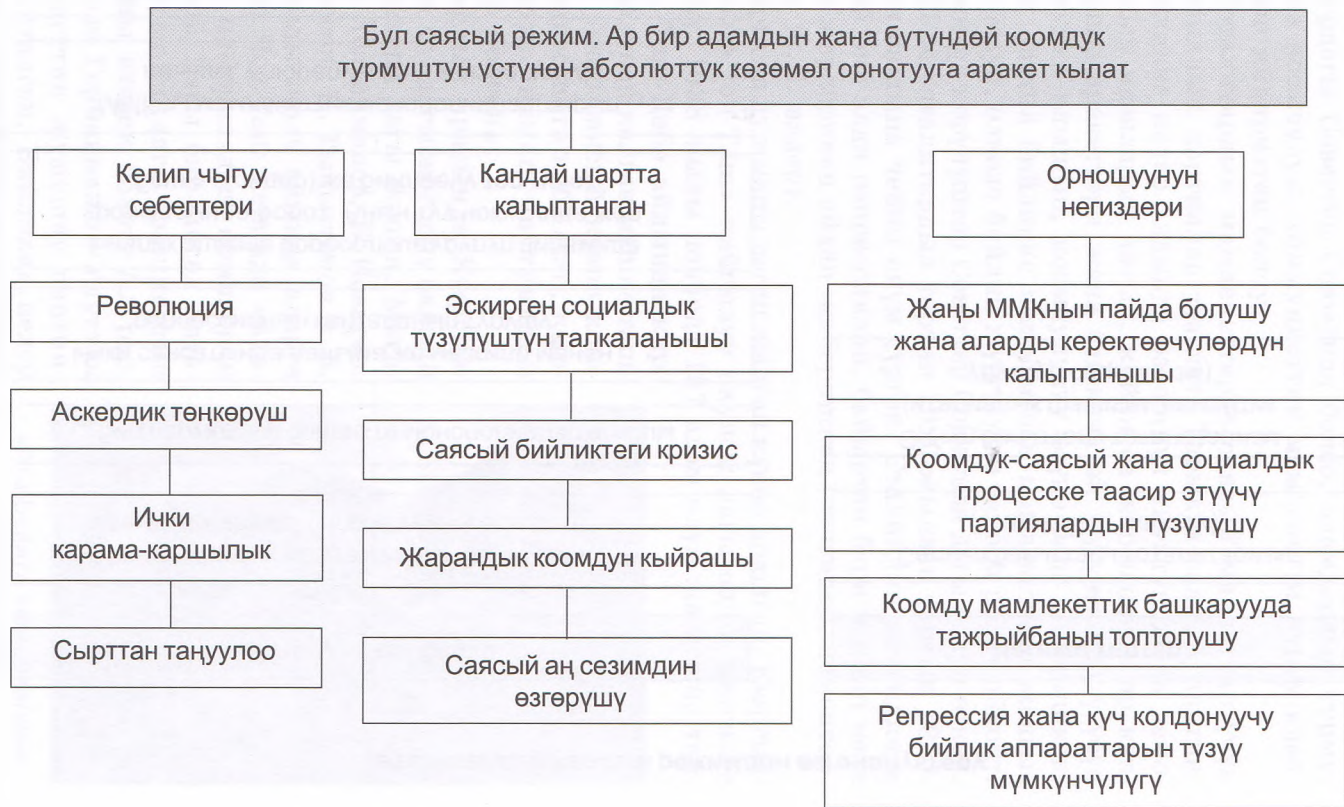 Бул саясый режим. Ар бир адамдын жана бүтүндөй коомдук
турмуштун үстүнөн абсолюттук көзөмөл орнотууга аракет кылат
Келип чыгуу
себептери
Революция
Аскердик төңкөрүш
Ички
карама-каршылык
Сырттан таңуулоо
Кандай шартта
калыптанган
Эскирген социалдык
түзүлүштүн талкаланышы
Саясый бийликтеги кризис
Жарандык коомдун кыйрашы
Саясый аң сезимдин
өзгөрүшү
Орношуунун
негиздери
Жаңы ММКнын пайда болушу
жана аларды керектөөчүлөрдүн
калыптанышы
Коомдук-саясый жана социалдык
процесске таасир этүүчү
партиялардын түзүлүшү
Коомду мамлекеттик башкарууда
тажрыйбанын топтолушу
Репрессия жана күч колдонуучу
бийлик аппараттарын түзүү
мүмкүнчүлүгү